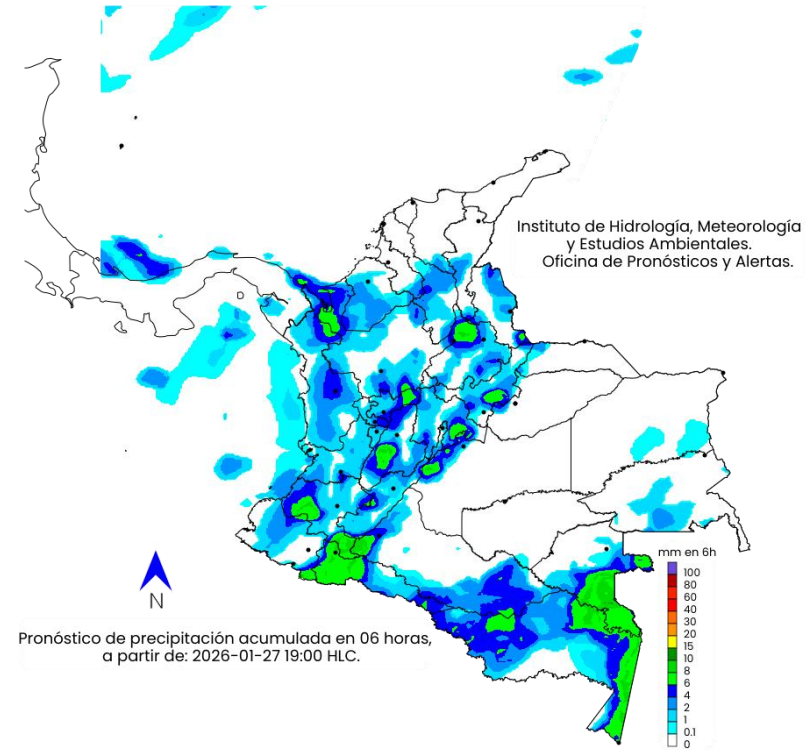 Instituto de Hidrología, Meteorología
y Estudios Ambientales.
Oficina de Pronósticos y Alertas.
N
Pronóstico de precipitación acumulada en 06 horas,
a partir de: 2026-01-27 19:00 HLC.
mm en 6h
100
80
60
40
30
20
15
10
8
6
4
2
1
0.1
0